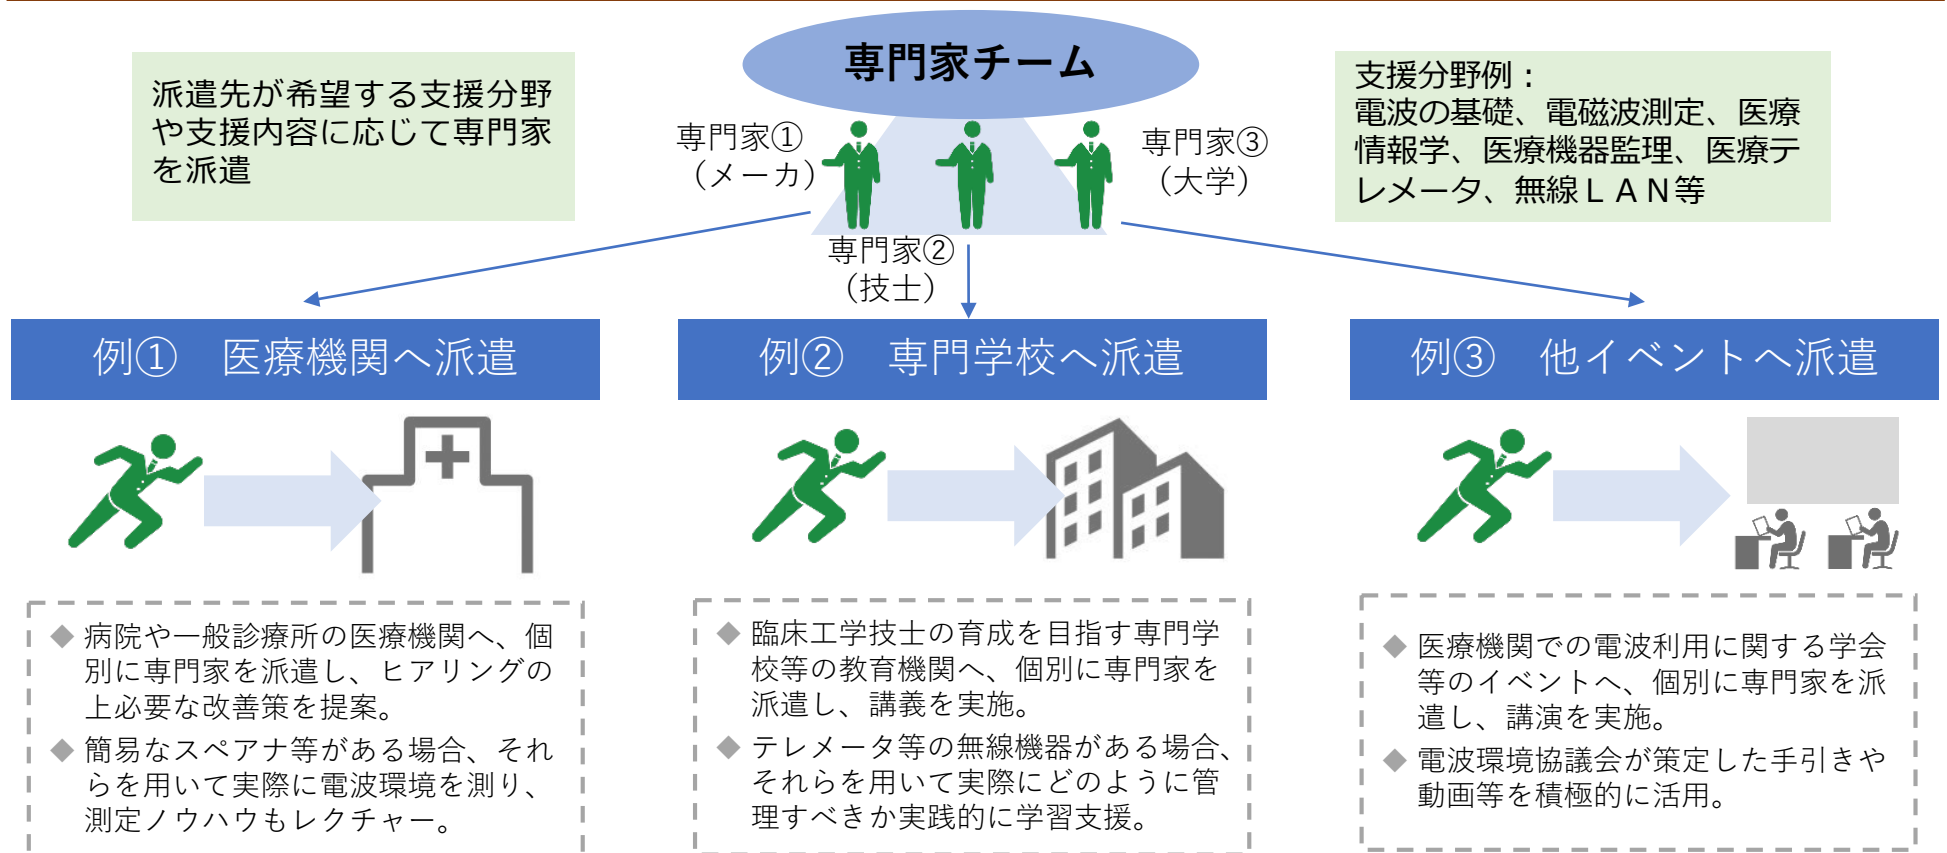 専門家チーム
派遣先が希望する支援分野
や支援内容に応じて専門家
を派遣
支援分野例：
電波の基礎、電磁波測定、医療
情報学、医療機器監理、医療テ
レメータ、無線ＬＡＮ等
専門家①
（メーカ）
専門家②
（技士）
専門家③
（大学）
例①　医療機関へ派遣
例②　専門学校へ派遣
例③　他イベントへ派遣
◆ 病院や一般診療所の医療機関へ、個
別に専門家を派遣し、ヒアリングの
上必要な改善策を提案。
◆ 簡易なスペアナ等がある場合、それ
らを用いて実際に電波環境を測り、
測定ノウハウもレクチャー。
◆ 臨床工学技士の育成を目指す専門学
校等の教育機関へ、個別に専門家を
派遣し、講義を実施。
◆ テレメータ等の無線機器がある場合、
それらを用いて実際にどのように管
理すべきか実践的に学習支援。
◆ 医療機関での電波利用に関する学会
等のイベントへ、個別に専門家を派
遣し、講演を実施。
◆ 電波環境協議会が策定した手引きや
動画等を積極的に活用。